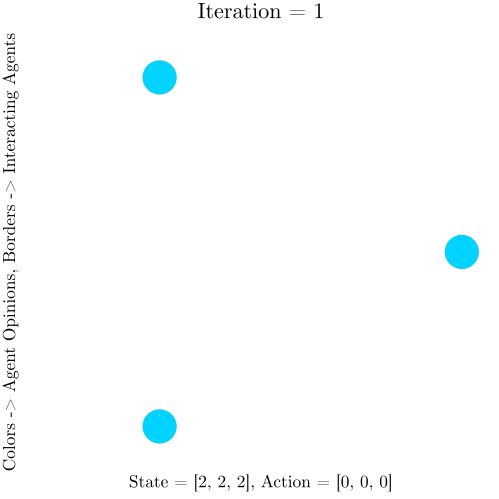 Iteration = 1
Colors -> Agent Opinions, Borders -> Interacting Agents
State = [2, 2, 2], Action = [0, 0, 0]